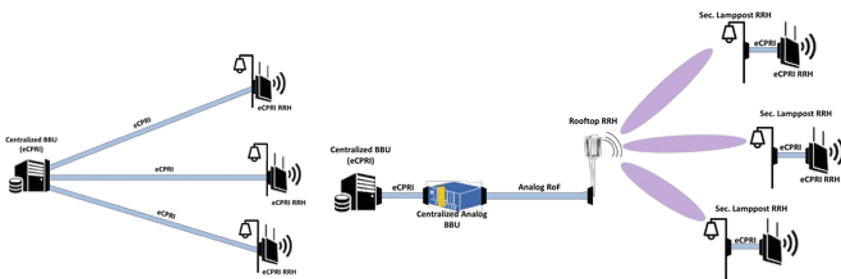 eCPRI
eCPRI RRH
Centralized BBU
(eCPRI)
eCPRI
eCPRI RRH
eCPRI
eCPRI RRH
Centralized BBU
(eCPRI)
eCPRI
Centralized Analog
BBU
Analog RoF
Rooftop RRH
Sec. Lamppost RRH
eCPRI
eCPRI RRH
Sec. Lamppost RRH
eCPRI
eCPRI RRH
Sec. Lamppost RRH
eCPRI
eCPRI RRH